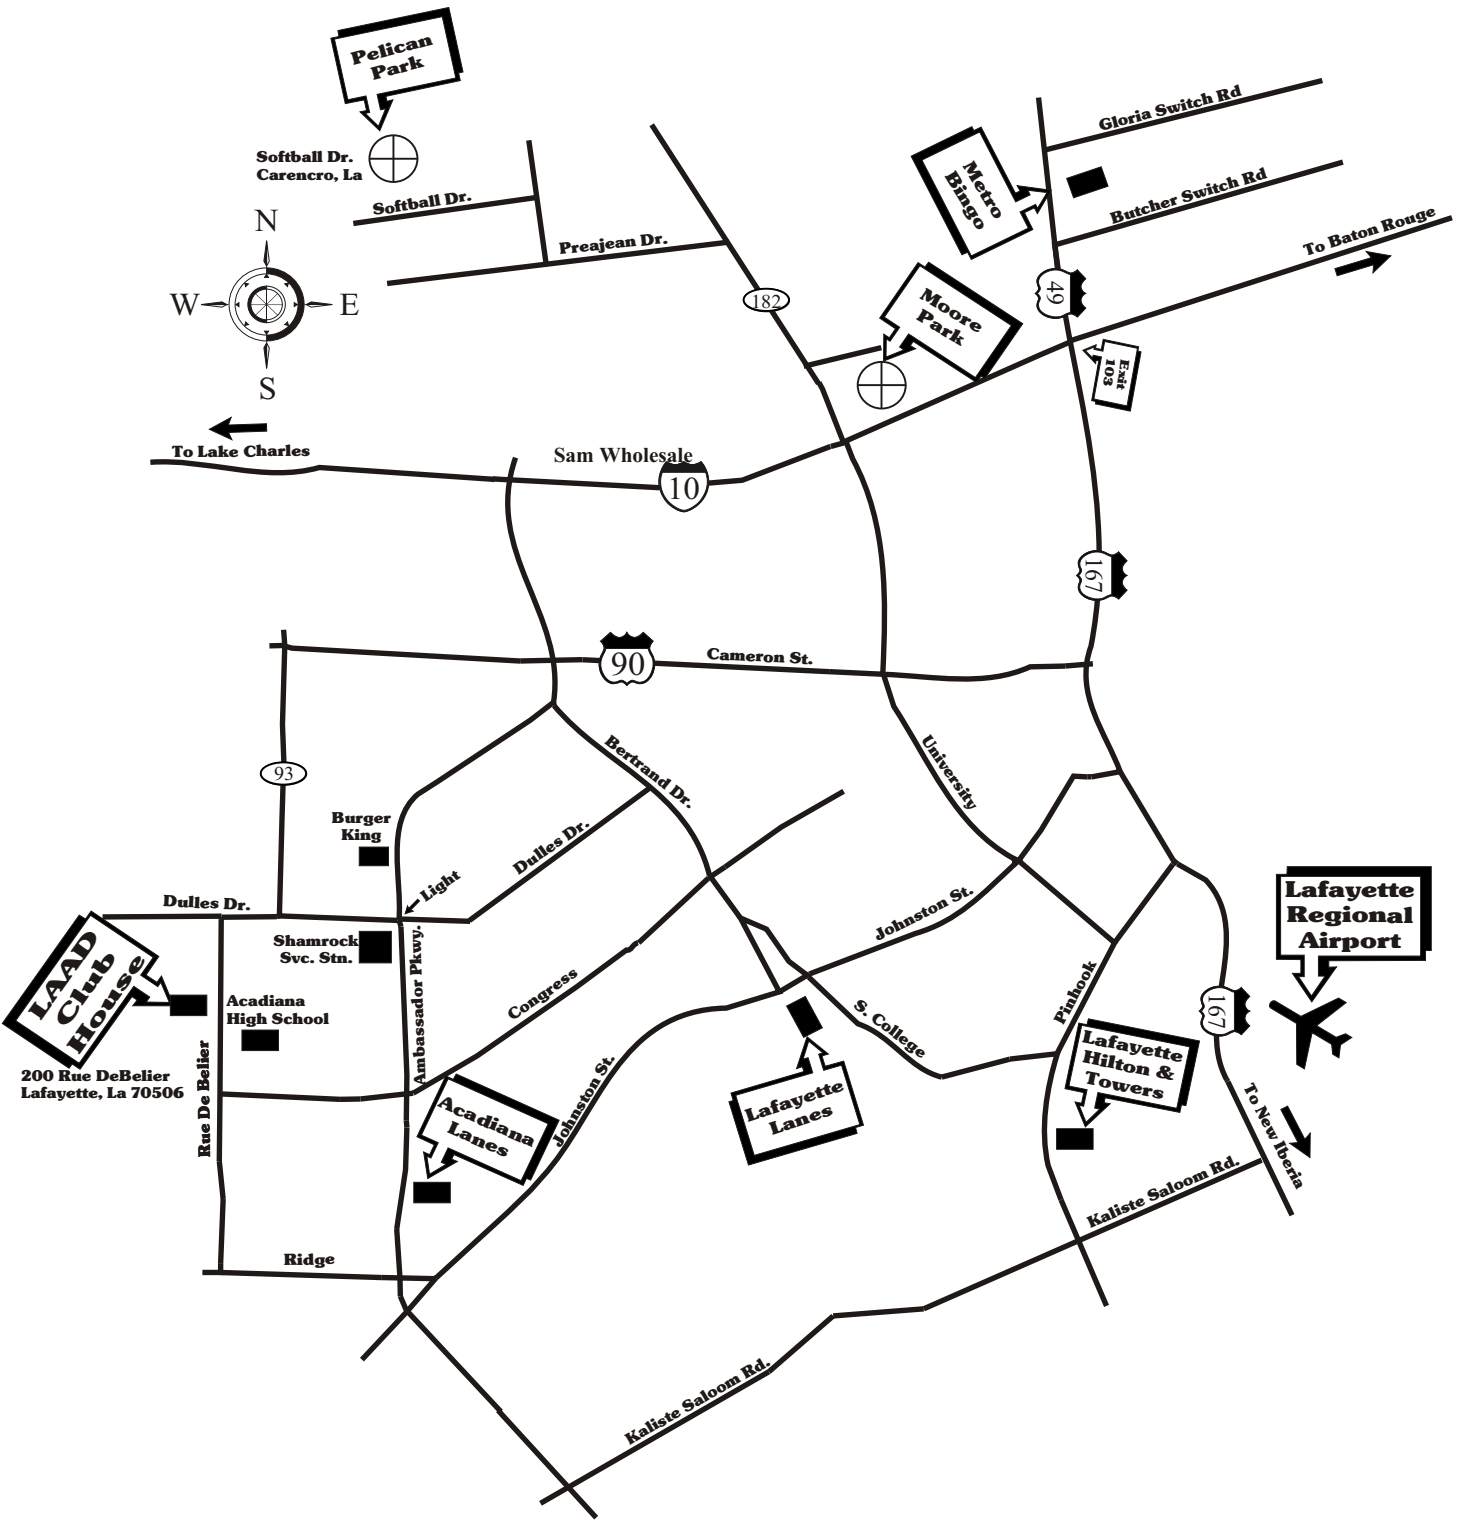 Pelican
Park
Softball Dr.
Carencro, La
Softball Dr.
Preajean Dr.
Gloria Switch Rd
Metro
Bingo
Butcher Switch Rd
To Baton Rouge
N
W
E
S
182
49
Moore
Park
Exit
103
To Lake Charles
Sam Wholesale
10
167
90
Cameron St.
93
Bertrand Dr.
University
Burger
King
Dulles Dr.
Light
Dulles Dr.
Johnston St.
Lafayette
Regional
Airport
LAAD
Club
House
Shamrock
Svc. Stn.
Ambassador Pkwy.
Congress
Acadiana
High School
200 Rue DeBelier
Lafayette, La 70506
Rue De Belier
S. College
Pinhook
167
Lafayette
Hilton &
Towers
Lafayette
Lanes
Acadiana
Lanes
Johnston St.
To New Iberia
Kaliste Saloom Rd.
Ridge
Kaliste Saloom Rd.